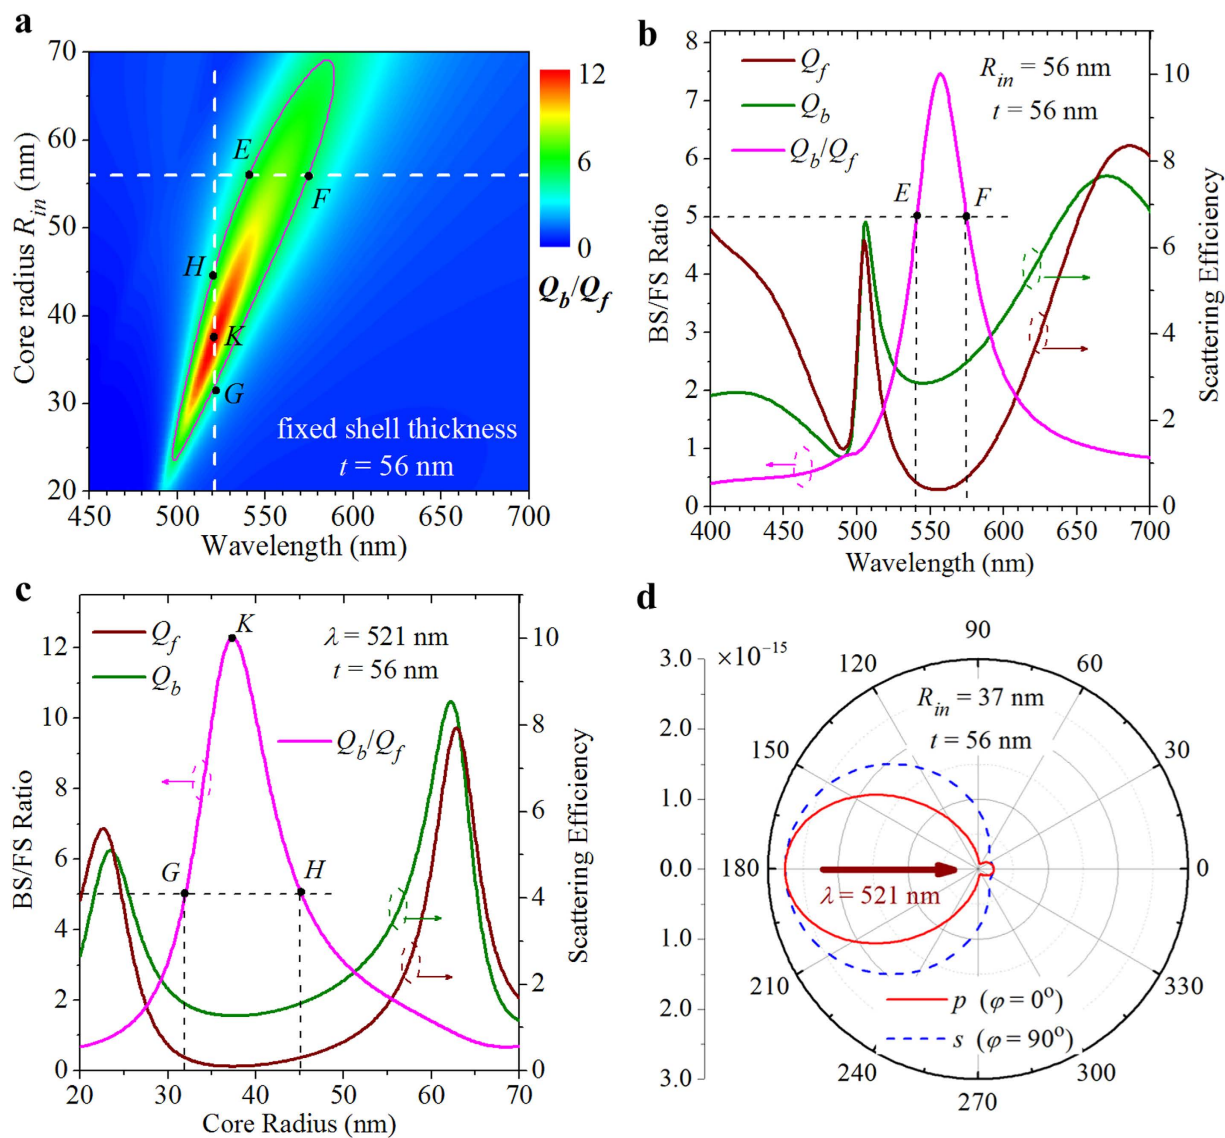 a
70
60
50
40
30
20
Core radius R_in (nm)
E
F
H
K
G
fixed shell thickness
t = 56 nm
450 500 550 600 650 700
Wavelength (nm)
12
6
0
Q_b/Q_f
b
8
7
6
5
4
3
2
1
0
BS/FS Ratio
Q_f
Q_b
Q_b/Q_f
R_in = 56 nm
t = 56 nm
E
F
10
8
6
4
2
0
Scattering Efficiency
400 450 500 550 600 650 700
Wavelength (nm)
c
12
10
8
6
4
2
0
BS/FS Ratio
Q_f
Q_b
K
λ = 521 nm
t = 56 nm
Q_b/Q_f
G
H
10
8
6
4
2
0
Scattering Efficiency
20 30 40 50 60 70
Core Radius (nm)
d
3.0
2.0
1.0
0.0
1.0
2.0
3.0
×10⁻¹⁵
90
120
60
150
30
180
0
210
330
240
300
270
R_in = 37 nm
t = 56 nm
λ = 521 nm
p (φ = 0°)
s (φ = 90°)